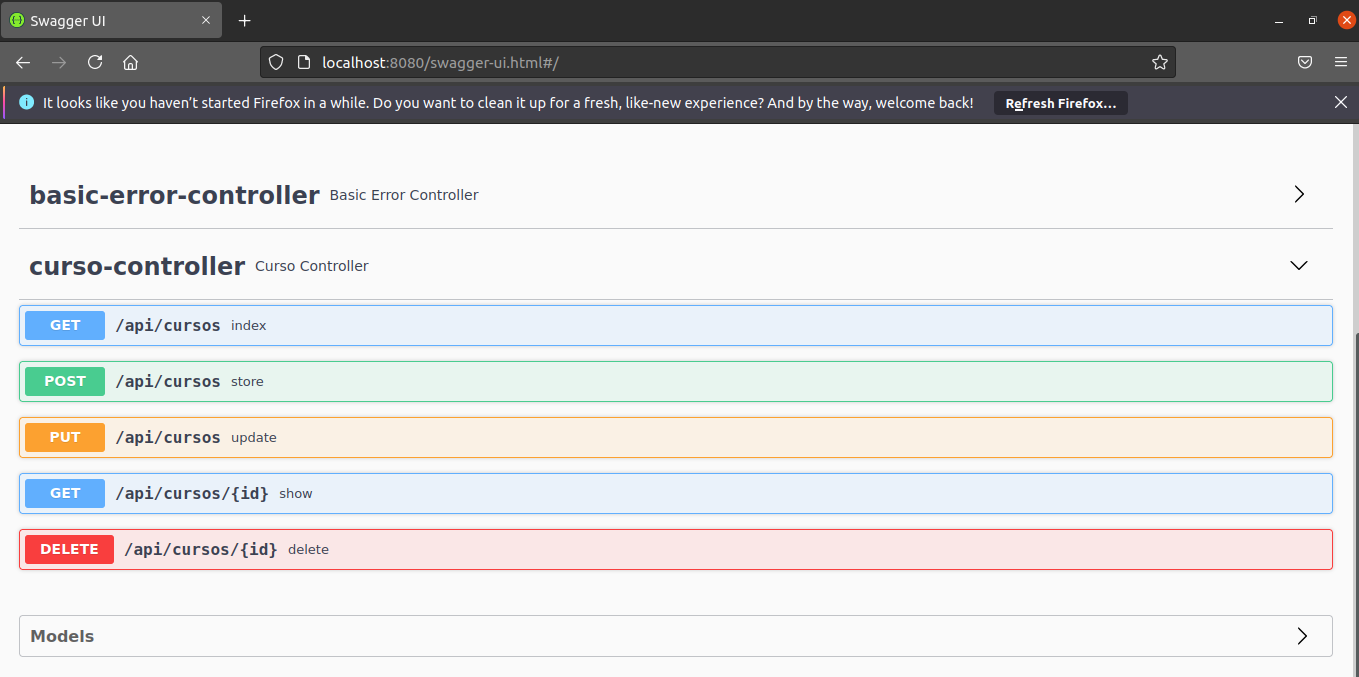 Swagger UI
localhost:8080/swagger-ui.html#/
It looks like you haven't started Firefox in a while. Do you want to clean it up for a fresh, like-new experience? And by the way, welcome back! Refresh Firefox...
basic-error-controller Basic Error Controller
curso-controller Curso Controller
GET /api/cursos index
POST /api/cursos store
PUT /api/cursos update
GET /api/cursos/{id} show
DELETE /api/cursos/{id} delete
Models